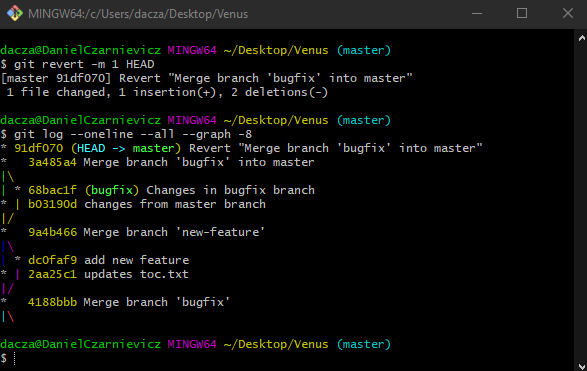 MINGW64:/c/Users/dacza/Desktop/Venus
dacza@DanielCzarnievicz MINGW64 ~/Desktop/Venus (master)
$ git revert -m 1 HEAD
[master 91df070] Revert "Merge branch 'bugfix' into master"
 1 file changed, 1 insertion(+), 2 deletions(-)
dacza@DanielCzarnievicz MINGW64 ~/Desktop/Venus (master)
$ git log --oneline --all --graph -8
* 91df070 (HEAD -> master) Revert "Merge branch 'bugfix' into master"
*   3a485a4 Merge branch 'bugfix' into master
|\
| * 68bac1f (bugfix) Changes in bugfix branch
* | b03190d changes from master branch
|/
*   9a4b466 Merge branch 'new-feature'
|\
| * dc0faf9 add new feature
* | 2aa25c1 updates toc.txt
|/
*   4188bbb Merge branch 'bugfix'
|\
dacza@DanielCzarnievicz MINGW64 ~/Desktop/Venus (master)
$